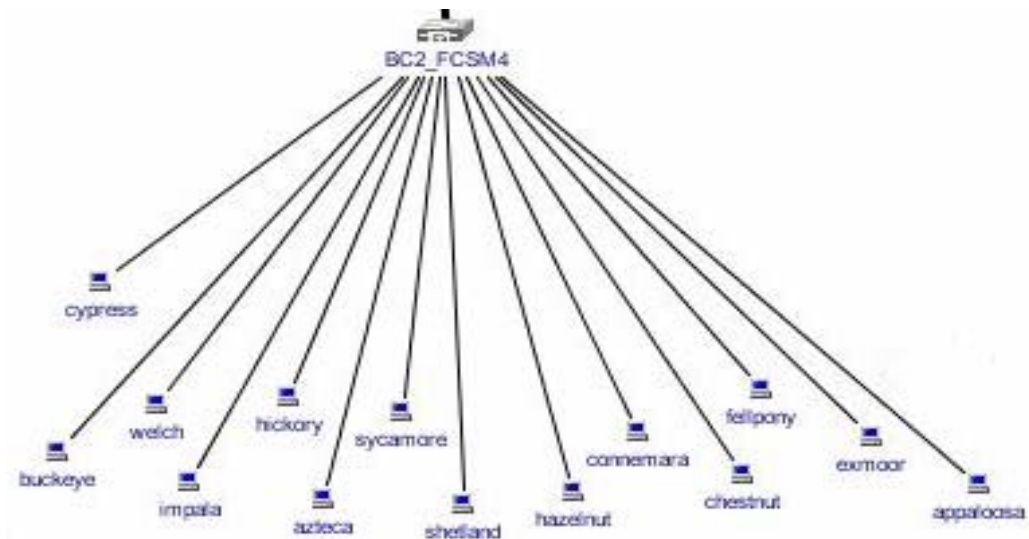 BC2_FCSM4
cypress
fellpony
welch
hickory
sycamore
connemara
exmoor
buckeye
impala
azteca
shetland
hazelnut
chestnut
appaloosa